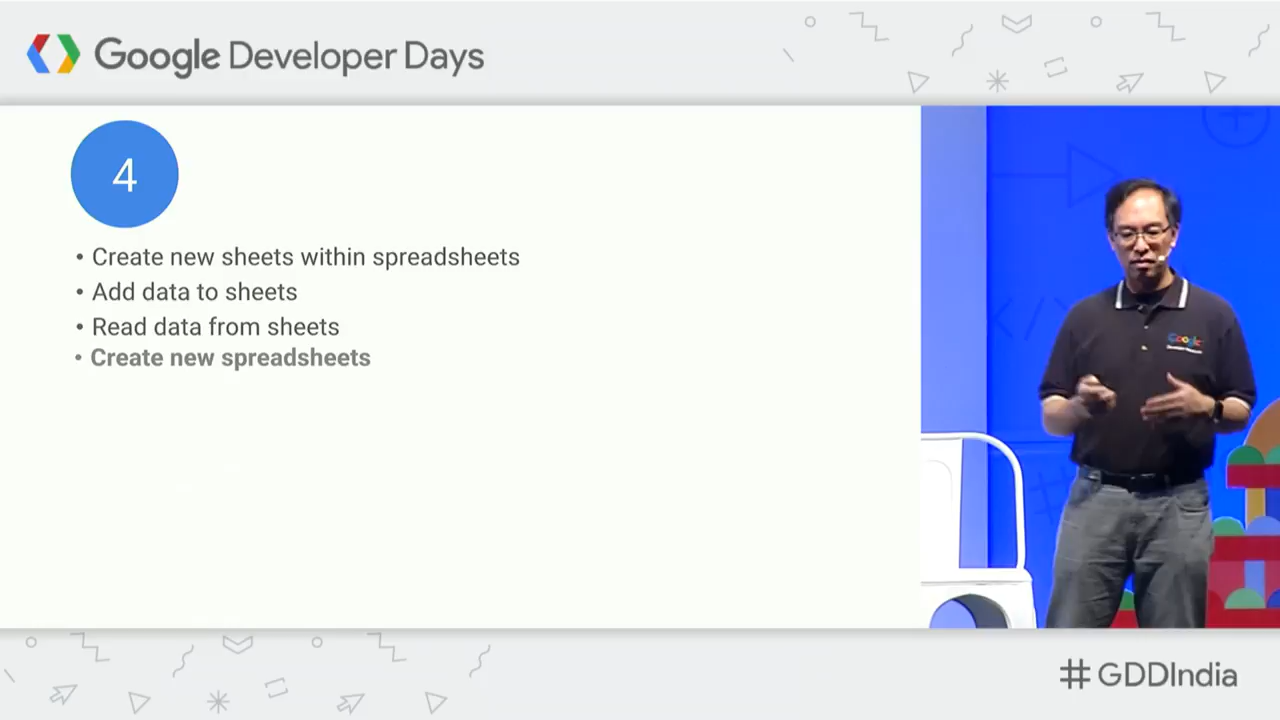 Google Developer Days
4
• Create new sheets within spreadsheets
• Add data to sheets
• Read data from sheets
• Create new spreadsheets
Google
#GDDIndia